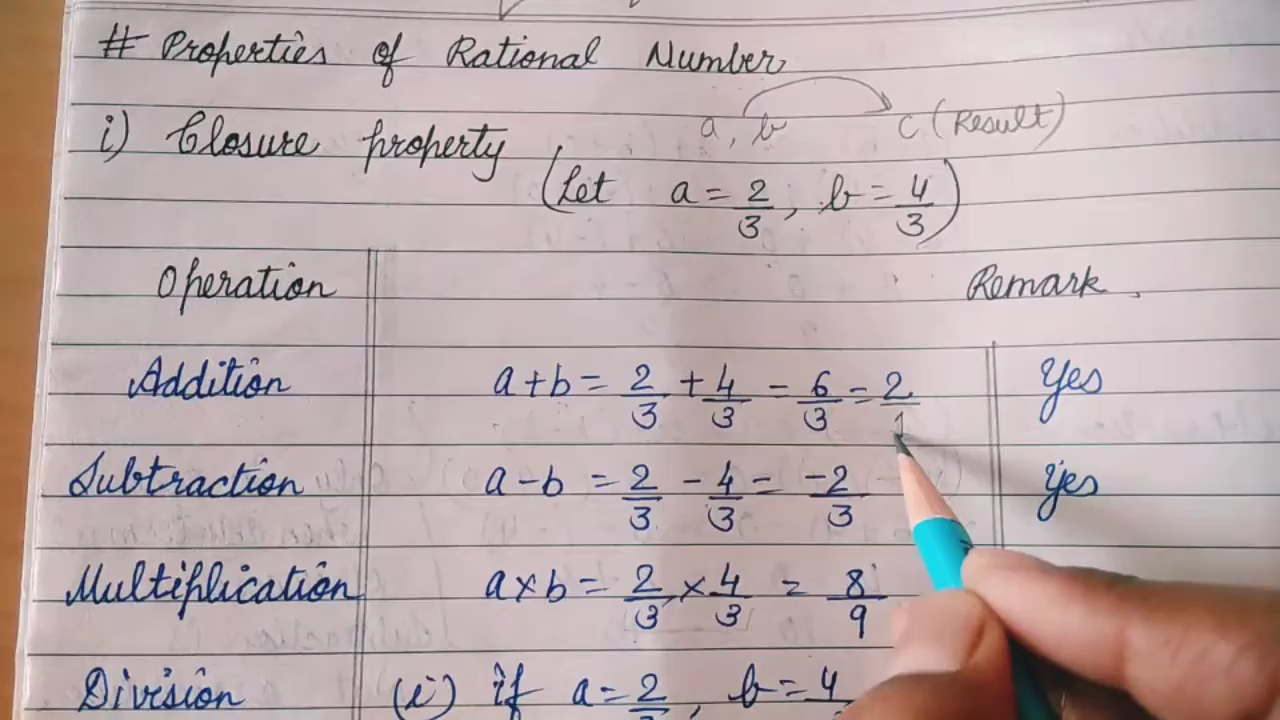 # Properties of Rational Number
a, b c (Result)
i) Closure property
(Let a = 2/3, b = 4/3)
Operation Remark.
Addition a + b = 2/3 + 4/3 = 6/3 = 2/1 Yes
Subtraction a - b = 2/3 - 4/3 = -2/3 Yes
Multiplication a × b = 2/3 × 4/3 = 8/9
Division (i) if a = 2/3, b = 4